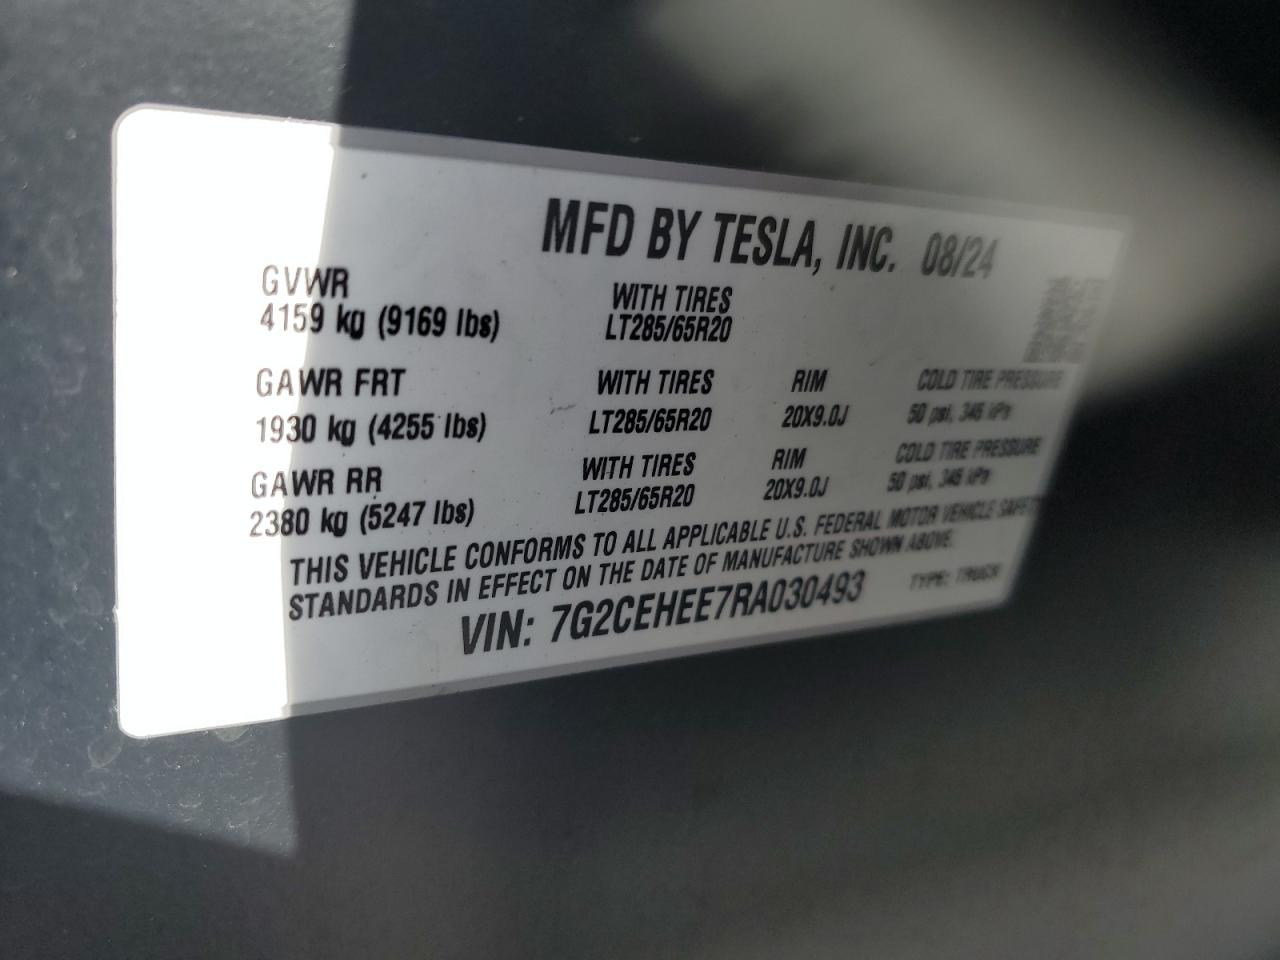 MFD BY TESLA, INC. 08/24
GVWR WITH TIRES
4159 kg (9169 lbs) LT285/65R20
GAWR FRT WITH TIRES RIM COLD TIRE PRESSURE
1930 kg (4255 lbs) LT285/65R20 20X9.0J 50 psi, 345 kPa
GAWR RR WITH TIRES RIM COLD TIRE PRESSURE
2380 kg (5247 lbs) LT285/65R20 20X9.0J 50 psi, 345 kPa
THIS VEHICLE CONFORMS TO ALL APPLICABLE U.S. FEDERAL MOTOR VEHICLE SAFETY
STANDARDS IN EFFECT ON THE DATE OF MANUFACTURE SHOWN ABOVE.
VIN: 7G2CEHEE7RA030493 TYPE: TRUCK